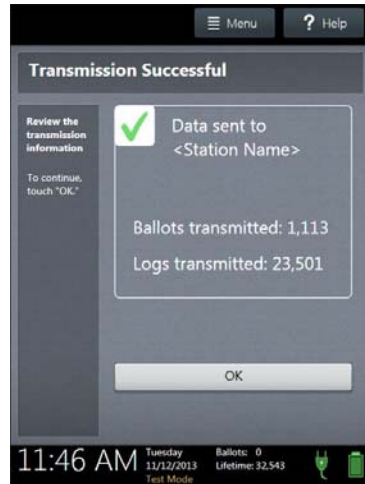 Menu
? Help
Transmission Successful
Review the
transmission
information
To continue,
touch "OK."
Data sent to
<Station Name>
Ballots transmitted: 1,113
Logs transmitted: 23,501
OK
11:46 AM
Tuesday
11/12/2013
Test Mode
Ballots: 0
Lifetime: 32,543